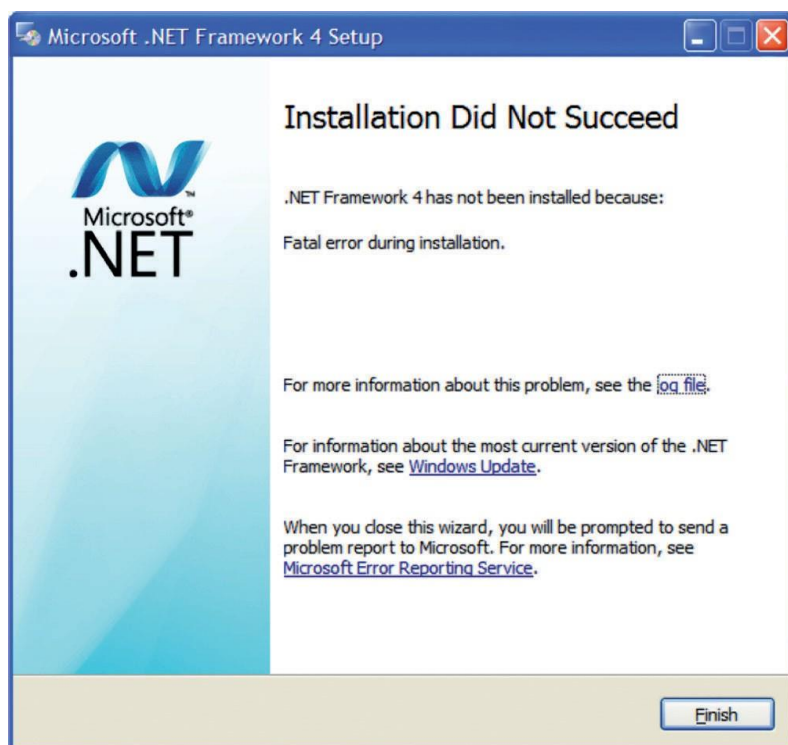 Microsoft .NET Framework 4 Setup
Installation Did Not Succeed
.NET Framework 4 has not been installed because:
Fatal error during installation.
Microsoft®
.NET
™
For more information about this problem, see the log file.
For information about the most current version of the .NET
Framework, see Windows Update.
When you close this wizard, you will be prompted to send a
problem report to Microsoft. For more information, see
Microsoft Error Reporting Service.
Finish